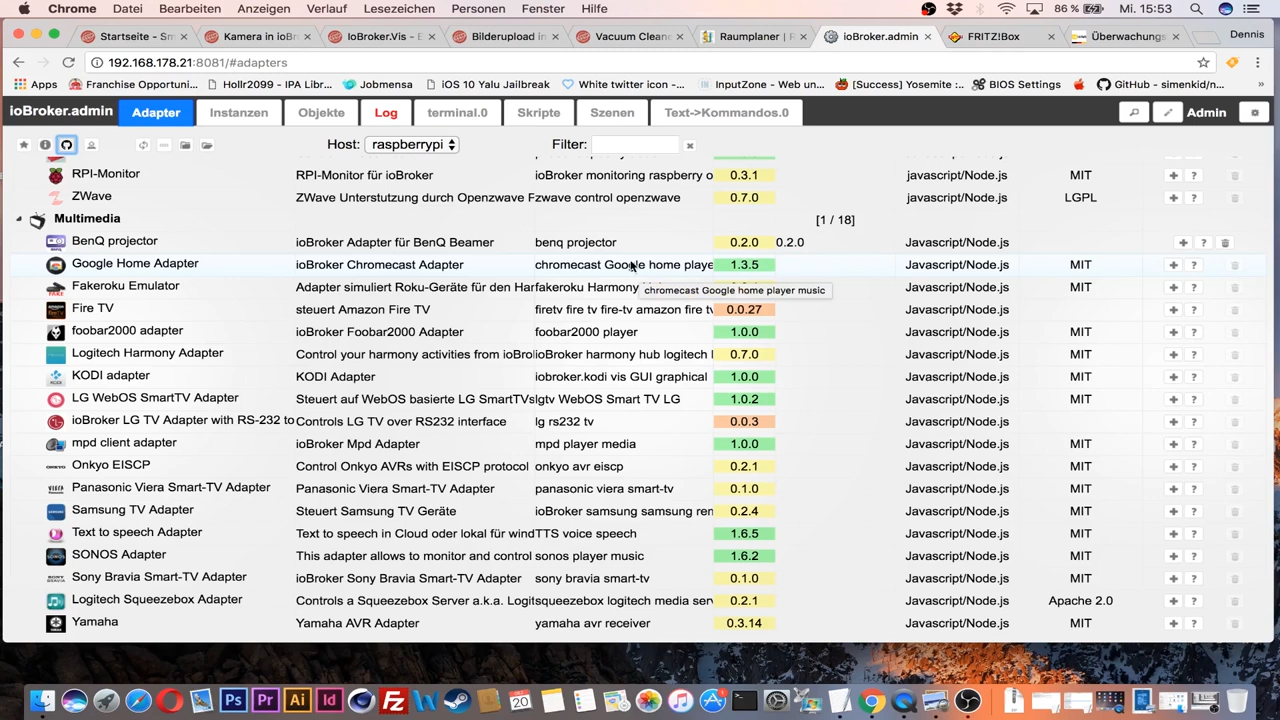 Chrome Datei Bearbeiten Anzeigen Verlauf Lesezeichen Personen Fenster Hilfe 86 % Mi. 15:53
Startseite - Sm Kamera in ioBr ioBroker.Vis - E Bilderupload in Vacuum Clean Raumplaner | R ioBroker.admin FRITZ!Box Überwachungs Dennis
192.168.178.21:8081/#adapters
Apps Franchise Opportuni... Hollr2099 - IPA Libr... Jobmensa iOS 10 Yalu Jailbreak White twitter icon -... InputZone - Web un... [Success] Yosemite :... BIOS Settings GitHub - simenkid/n... »
ioBroker.admin Adapter Instanzen Objekte Log terminal.0 Skripte Szenen Text->Kommandos.0 Admin
Host: raspberrypi Filter:
RPI-Monitor RPI-Monitor für ioBroker ioBroker monitoring raspberry o 0.3.1 javascript/Node.js MIT + ?
ZWave ZWave Unterstutzung durch Openzwave F zwave control openzwave 0.7.0 javascript/Node.js LGPL + ?
Multimedia [1 / 18]
BenQ projector ioBroker Adapter für BenQ Beamer benq projector 0.2.0 0.2.0 Javascript/Node.js + ?
Google Home Adapter ioBroker Chromecast Adapter chromecast Google home playe 1.3.5 Javascript/Node.js MIT + ?
Fakeroku Emulator Adapter simuliert Roku-Geräte für den Har fakeroku Harmony Javascript/Node.js MIT + ?
chromecast Google home player music
Fire TV steuert Amazon Fire TV firetv fire tv fire-tv amazon fire tv 0.0.27 Javascript/Node.js + ?
foobar2000 adapter ioBroker Foobar2000 Adapter foobar2000 player 1.0.0 Javascript/Node.js MIT + ?
Logitech Harmony Adapter Control your harmony activities from ioBro ioBroker harmony hub logitech 0.7.0 Javascript/Node.js MIT + ?
KODI adapter KODI Adapter iobroker.kodi vis GUI graphical 1.0.0 Javascript/Node.js MIT + ?
LG WebOS SmartTV Adapter Steuert auf WebOS basierte LG SmartTVs lgtv WebOS Smart TV LG 1.0.2 Javascript/Node.js MIT + ?
ioBroker LG TV Adapter with RS-232 to Controls LG TV over RS232 interface lg rs232 tv 0.0.3 Javascript/Node.js MIT + ?
mpd client adapter ioBroker Mpd Adapter mpd player media 1.0.0 Javascript/Node.js MIT + ?
Onkyo EISCP Control Onkyo AVRs with EISCP protocol onkyo avr eiscp 0.2.1 Javascript/Node.js MIT + ?
Panasonic Viera Smart-TV Adapter Panasonic Viera Smart-TV Adapter panasonic viera smart-tv 0.1.0 Javascript/Node.js MIT + ?
Samsung TV Adapter Steuert Samsung TV Geräte ioBroker samsung samsung ren 0.2.4 Javascript/Node.js MIT + ?
Text to speech Adapter Text to speech in Cloud oder lokal für wind TTS voice speech 1.6.5 Javascript/Node.js MIT + ?
SONOS Adapter This adapter allows to monitor and control sonos player music 1.6.2 Javascript/Node.js MIT + ?
Sony Bravia Smart-TV Adapter ioBroker Sony Bravia Smart-TV Adapter sony bravia smart-tv 0.1.0 Javascript/Node.js MIT + ?
Logitech Squeezebox Adapter Controls a Squeezebox Server a.k.a. Logit squeezebox logitech media serv 0.2.1 Javascript/Node.js Apache 2.0 + ?
Yamaha Yamaha AVR Adapter yamaha avr receiver 0.3.14 Javascript/Node.js MIT + ?
Ps Pr Ai Id Fz W 20